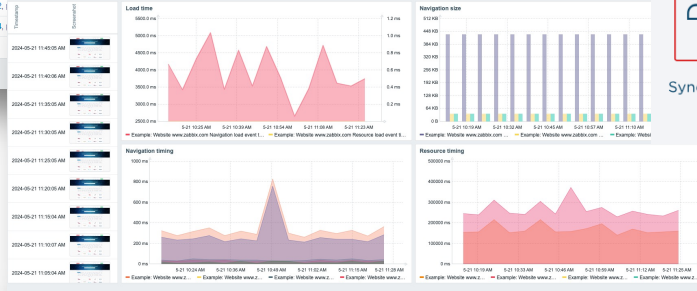 Timestamp
Screenshot
2024-05-21 11:45:05 AM
2024-05-21 11:40:06 AM
2024-05-21 11:35:05 AM
2024-05-21 11:30:05 AM
2024-05-21 11:25:05 AM
2024-05-21 11:20:05 AM
2024-05-21 11:15:04 AM
2024-05-21 11:10:07 AM
2024-05-21 11:05:04 AM
Load time
5500.0 ms
5000.0 ms
4500.0 ms
4000.0 ms
3500.0 ms
3000.0 ms
2500.0 ms
1.2 ms
1.0 ms
0.8 ms
0.6 ms
0.4 ms
0.2 ms
5-21 10:25 AM 5-21 10:39 AM 5-21 10:54 AM 5-21 11:08 AM 5-21 11:23 AM
Example: Website www.zabbix.com Navigation load event t... Example: Website www.zabbix.com Resource load event ti...
Navigation size
512 KB
448 KB
384 KB
320 KB
256 KB
192 KB
128 KB
64 KB
0 B
5-21 10:19 AM 5-21 10:32 AM 5-21 10:45 AM 5-21 10:57 AM 5-21 11:10 AM
Example: Website www.zabbix.com ... Example: Website www.zabbix.com ... Example: Websi
Syn
Navigation timing
1000 ms
800 ms
600 ms
400 ms
200 ms
0 ms
5-21 10:24 AM 5-21 10:36 AM 5-21 10:49 AM 5-21 11:02 AM 5-21 11:15 AM 5-21 11:28 AM
Example: Website www.z... Example: Website www.z... Example: Website www.z...
Resource timing
500000 ms
400000 ms
300000 ms
200000 ms
100000 ms
0 ms
5-21 10:19 AM 5-21 10:33 AM 5-21 10:46 AM 5-21 10:59 AM 5-21 11:12 AM 5-21 11:26 AM
Example: Website www.z... Example: Website www.z... Example: Website www.z...